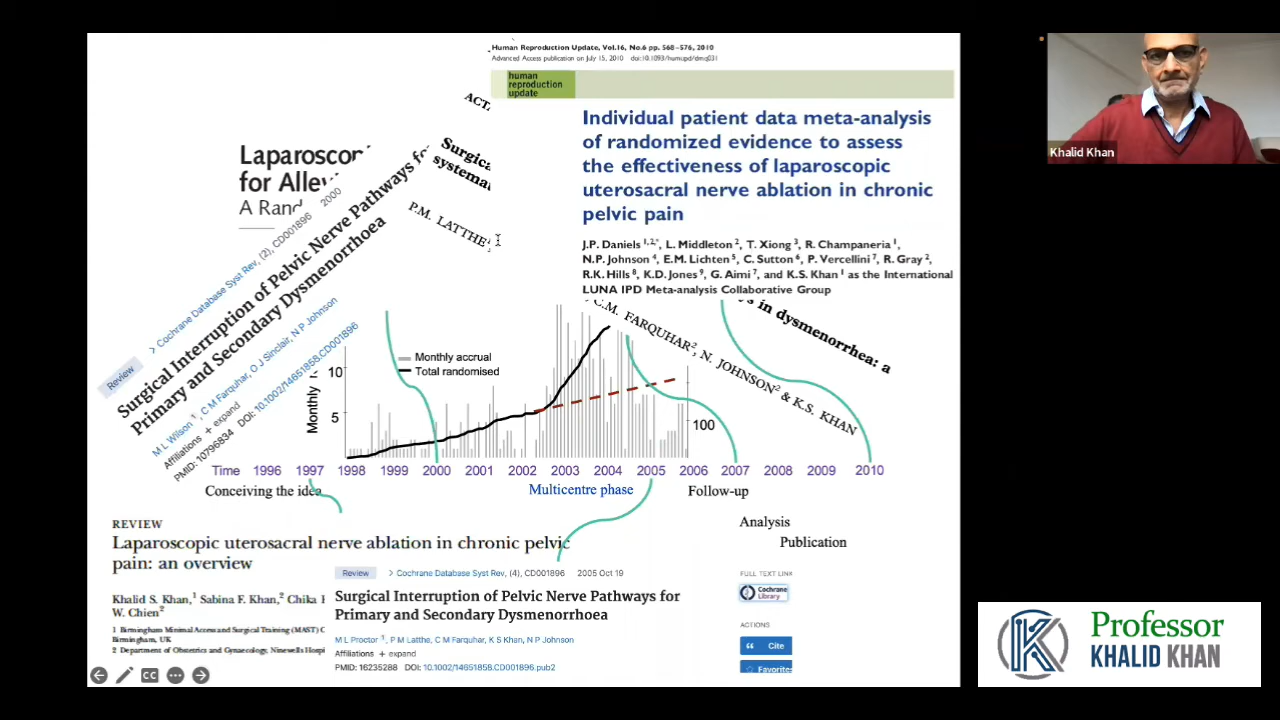 Human Reproduction Update, Vol.16, No.6 pp. 568–576, 2010
Advanced Access publication on July 15, 2010 doi:10.1093/humupd/dmq031
human
reproduction
update
Individual patient data meta-analysis
of randomized evidence to assess
the effectiveness of laparoscopic
uterosacral nerve ablation in chronic
pelvic pain
J.P. Daniels 1,2,*, L. Middleton 2, T. Xiong 3, R. Champaneria 1,
N.P. Johnson 4, E.M. Lichten 5, C. Sutton 6, P. Vercellini 7, R. Gray 2,
R.K. Hills 8, K.D. Jones 9, G. Aimi 7, and K.S. Khan 1 as the International
LUNA IPD Meta-analysis Collaborative Group
Khalid Khan
for Alle
A Ran
Review
> Cochrane Database Syst Rev, (2), CD001896 2000
Surgical Interruption of Pelvic Nerve Pathways fo
Primary and Secondary Dysmenorrhoea
M L Wilson 1, C M Farquhar, O J Sinclair, N P Johnson
Affiliations + expand
PMID: 10796834 DOI: 10.1002/14651858.CD001896
P.M. LATTHE
C.M. FARQUHAR2, N. JOHNSON2 & K.S. KHAN
in dysmenorrhea: a
Monthly accrual
Total randomised
Monthly
10
5
100
Time 1996 1997 1998 1999 2000 2001 2002 2003 2004 2005 2006 2007 2008 2009 2010
Conceiving the idea
Multicentre phase
Follow-up
Analysis
Publication
REVIEW
Laparoscopic uterosacral nerve ablation in chronic pelvic
pain: an overview
Khalid S. Khan,1 Sabina F. Khan,2 Chika
W. Chien2
1 Birmingham Minimal Access and Surgical Training (MAST) C
Birmingham, UK
2 Department of Obstetrics and Gynaecology, Ninewells Hospi
Review
> Cochrane Database Syst Rev, (4), CD001896 2005 Oct 19
Surgical Interruption of Pelvic Nerve Pathways for
Primary and Secondary Dysmenorrhoea
M L Proctor 1, P M Latthe, C M Farquhar, K S Khan, N P Johnson
Affiliations + expand
PMID: 16235288 DOI: 10.1002/14651858.CD001896.pub2
FULL TEXT LINK
Cochrane
Library
ACTIONS
Cite
Favorites
CC
Professor
KHALID KHAN